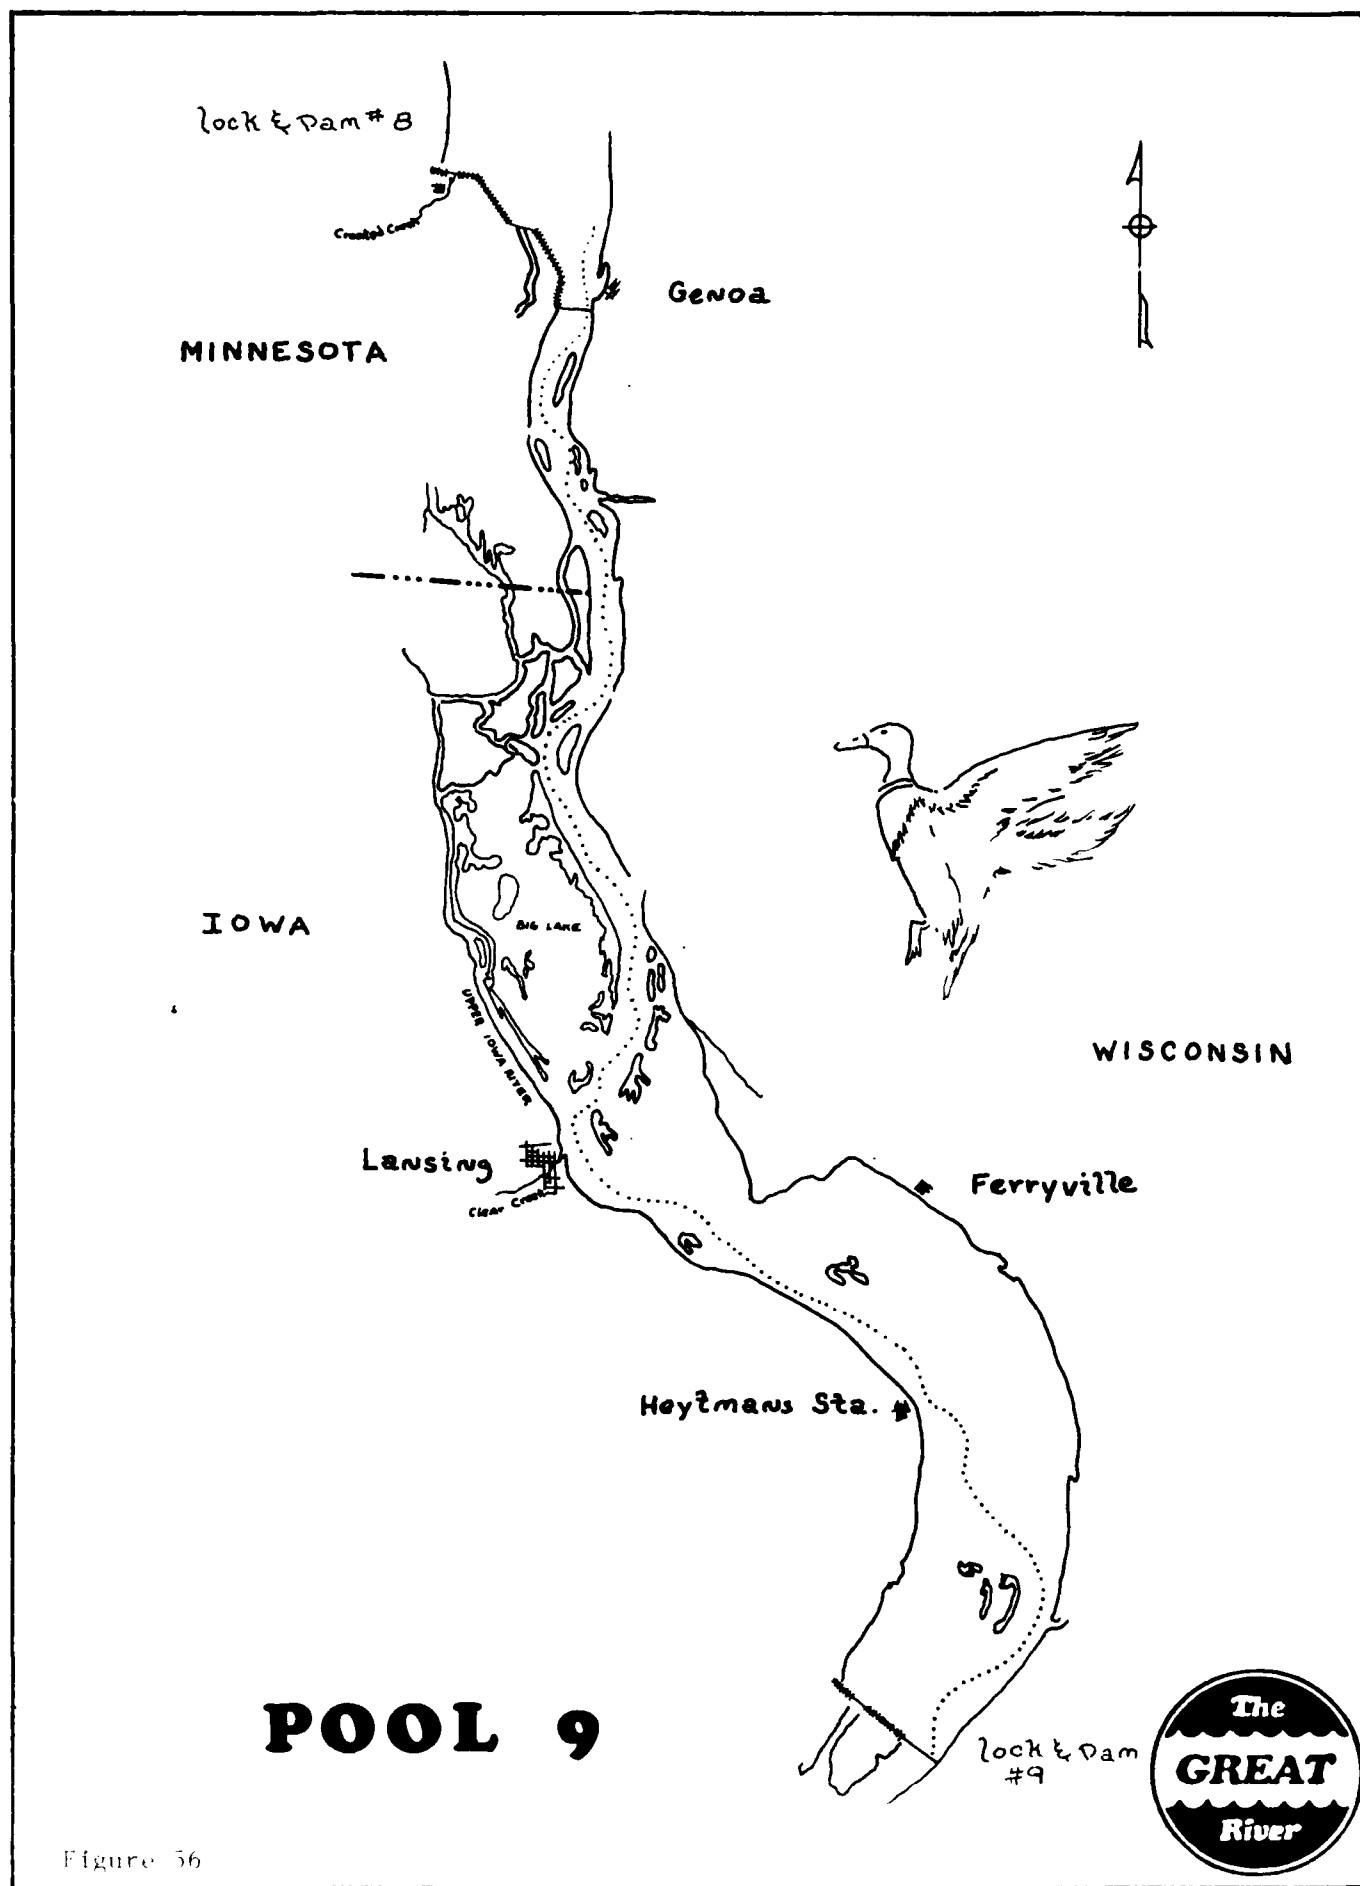 lock & Dam # 8
Crooked Creek
Genoa
MINNESOTA
IOWA
BIG LAKE
UPPER IOWA RIVER
WISCONSIN
Lansing
Clear Creek
Ferryville
Heytmans Sta.
POOL 9
lock & Dam
#9
The
GREAT
River
Figure 56